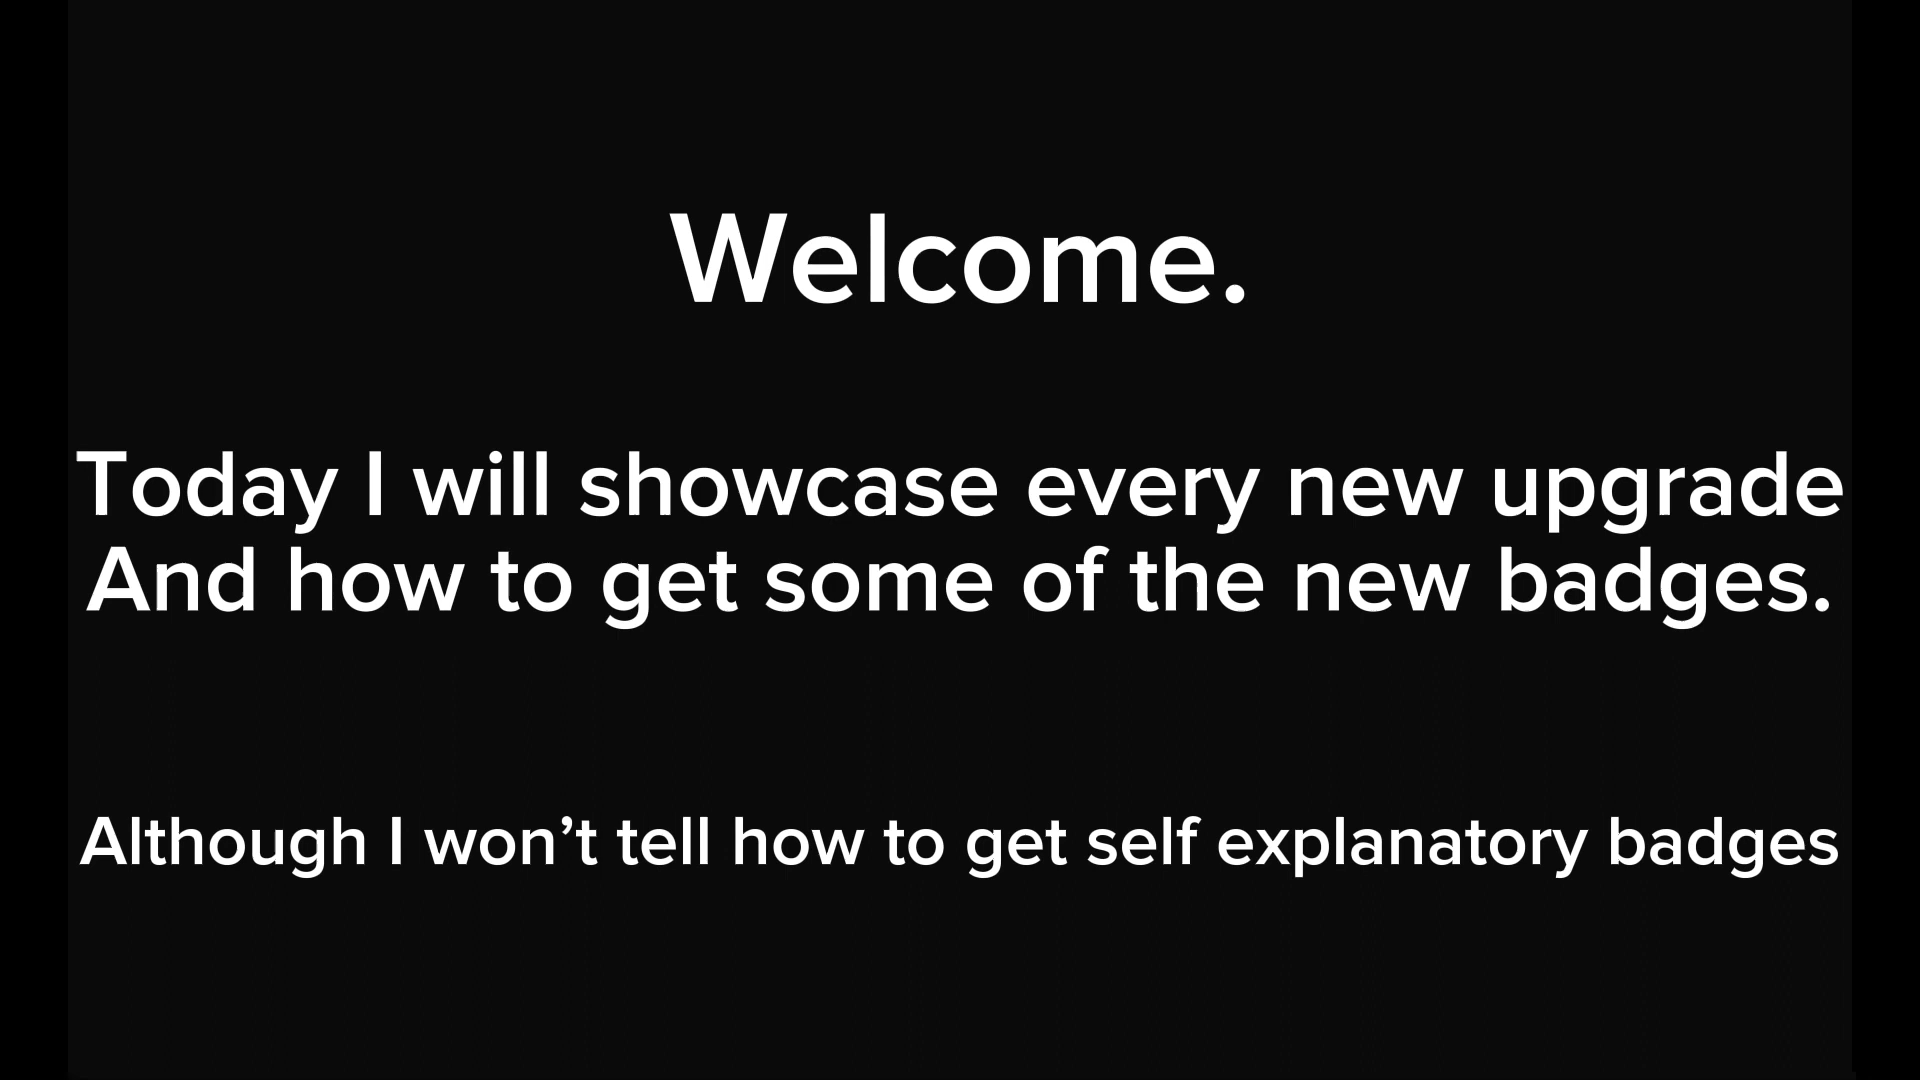 Welcome.
Today I will showcase every new upgrade
And how to get some of the new badges.
Although I won’t tell how to get self explanatory badges